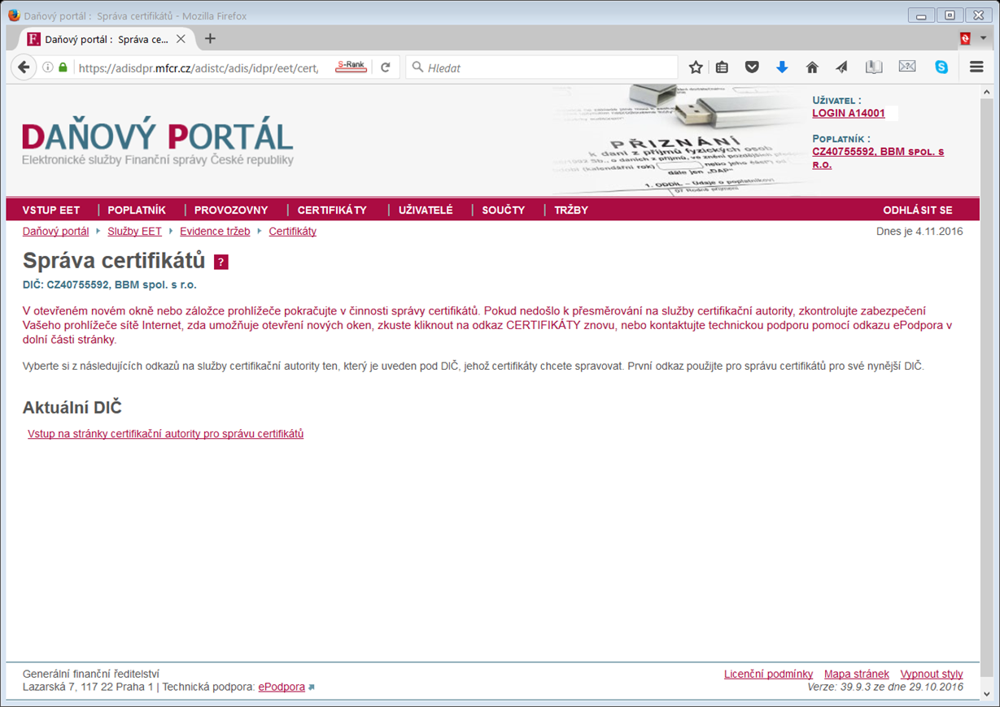 Daňový portál : Správa certifikátů - Mozilla Firefox
Daňový portál : Správa ce...
https://adisdpr.mfcr.cz/adistc/adis/idpr/eet/cert,
S-Rank
Hledat
DAŇOVÝ PORTÁL
Elektronické služby Finanční správy České republiky
PŘIZNÁNÍ
k dani z příjmů fyzických osob
dále jen „DAP"
1. ODDÍL – Údaje o poplatníkovi
UŽIVATEL :
LOGIN A14001
POPLATNÍK :
CZ40755592, BBM SPOL. S
R.O.
VSTUP EET | POPLATNÍK | PROVOZOVNY | CERTIFIKÁTY | UŽIVATELÉ | SOUČTY | TRŽBY ODHLÁSIT SE
Daňový portál Služby EET Evidence tržeb Certifikáty Dnes je 4.11.2016
Správa certifikátů ?
DIČ: CZ40755592, BBM spol. s r.o.
V otevřeném novém okně nebo záložce prohlížeče pokračujte v činnosti správy certifikátů. Pokud nedošlo k přesměrování na služby certifikační autority, zkontrolujte zabezpečení
Vašeho prohlížeče sítě Internet, zda umožňuje otevření nových oken, zkuste kliknout na odkaz CERTIFIKÁTY znovu, nebo kontaktujte technickou podporu pomocí odkazu ePodpora v
dolní části stránky.
Vyberte si z následujících odkazů na služby certifikační autority ten, který je uveden pod DIČ, jehož certifikáty chcete spravovat. První odkaz použijte pro správu certifikátů pro své nynější DIČ.
Aktuální DIČ
Vstup na stránky certifikační autority pro správu certifikátů
Generální finanční ředitelství
Lazarská 7, 117 22 Praha 1 | Technická podpora: ePodpora
Licenční podmínky Mapa stránek Vypnout styly
Verze: 39.9.3 ze dne 29.10.2016